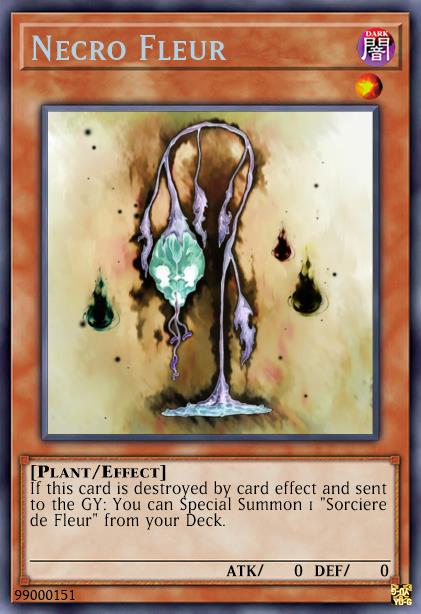 NECRO FLEUR
DARK
闇
[PLANT/EFFECT]
If this card is destroyed by card effect and sent
to the GY: You can Special Summon 1 "Sorciere
de Fleur" from your Deck.
ATK/ 0 DEF/ 0
99000151